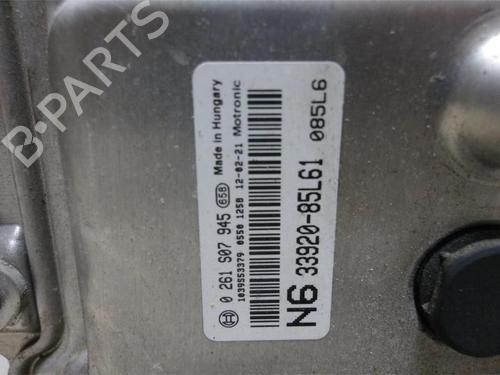 B-PARTS
0 261 S07 945 658 Made in Hungary
1039S53379 0550 1258 12-02-21 Motronic
N6 33920-85L61 085L6